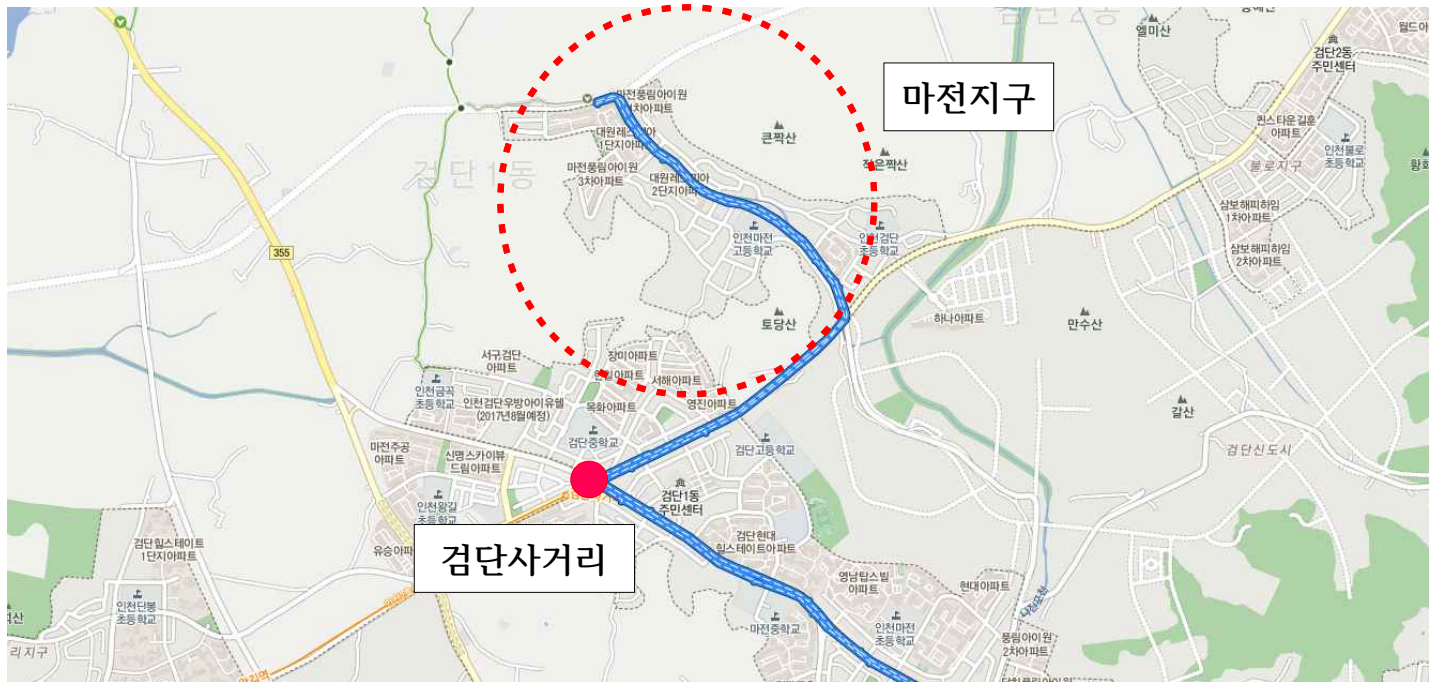 검단2동
엘미산
월드아
검단2동
주민센터
마전지구
마전풍림아이원
차아파트
큰짝산
작은짝산
퀸스타운길훈
아파트
인천불로
초등학교
불로지구
황화
검단1동
대원레
1단지아파
마전풍림아이원
3차아파트
대원레
2단지아파
삼보해피하임
1차아파트
인천마전
고등학교
인천검단
초등학교
삼보해피하임
2차아파트
355
토당산
하나아파트
만수산
서구검단
아파트
장미아파트
서해아파트
인천금곡
초등학교
인천검단우방아이유쉘
(2017년8월예정)
목화아파트
영진아파트
갈산
마전주공
아파트
신명스카이뷰
드림아파트
검단중학교
검단고등학교
검단신도시
인천왕길
초등학교
검단1동
주민센터
검단사거리
유승아파
검단힐스테이트
1단지아파트
검단현대
힐스테이트아파트
영남탑스빌
아파트
현대아파트
나진포천
인천단봉
초등학교
마전중학교
인천마전
초등학교
풍림아이원
2차아파트
리지구